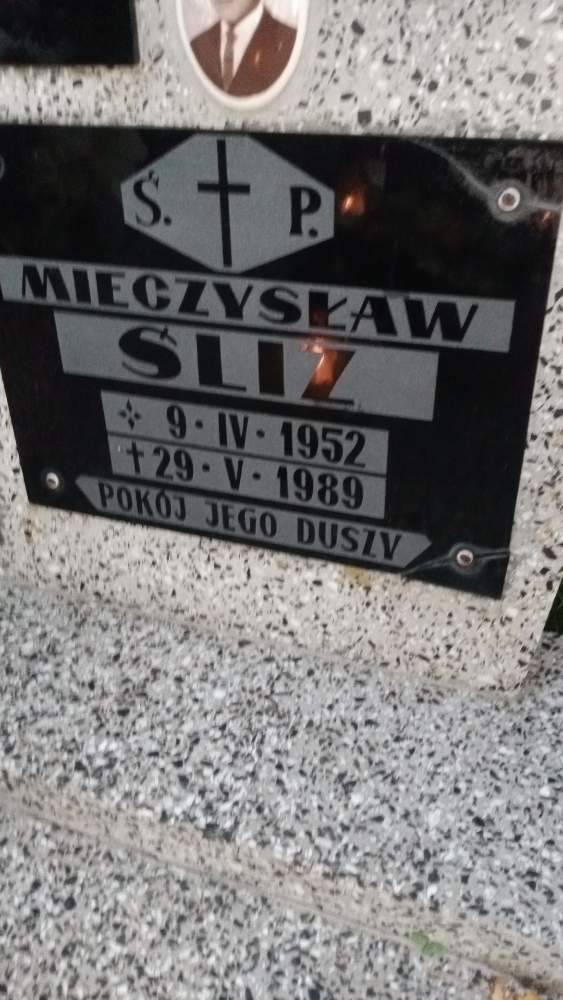 Ś. P.
MIECZYSŁAW
ŚLIZ
9 · IV · 1952
29 · V · 1989
POKÓJ JEGO DUSZY